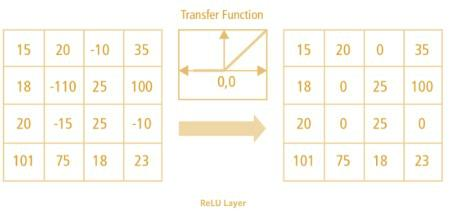 Transfer Function
15 20 -10 35
18 -110 25 100
20 -15 25 -10
101 75 18 23
0,0
15 20 0 35
18 0 25 100
20 0 25 0
101 75 18 23
ReLU Layer